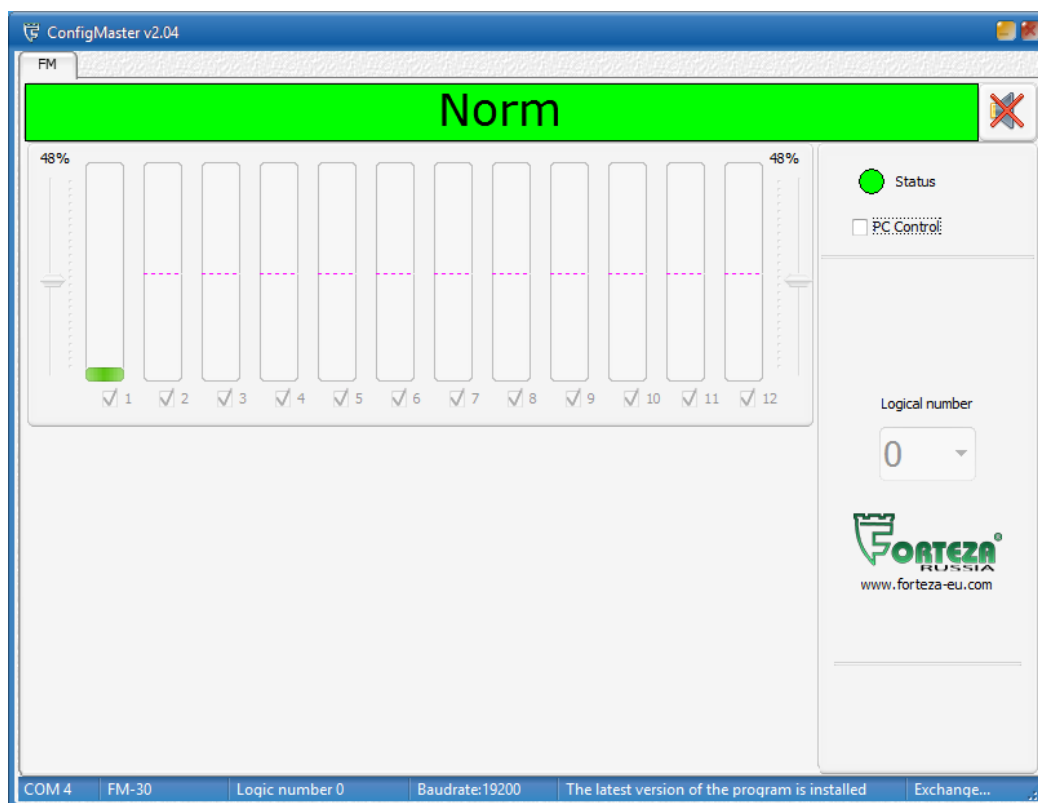 ConfigMaster v2.04
FM
Norm
48%
48%
1 2 3 4 5 6 7 8 9 10 11 12
Status
PC Control
Logical number
0
FORTEZA®
RUSSIA
www.forteza-eu.com
COM 4 FM-30 Logic number 0 Baudrate:19200 The latest version of the program is installed Exchange...